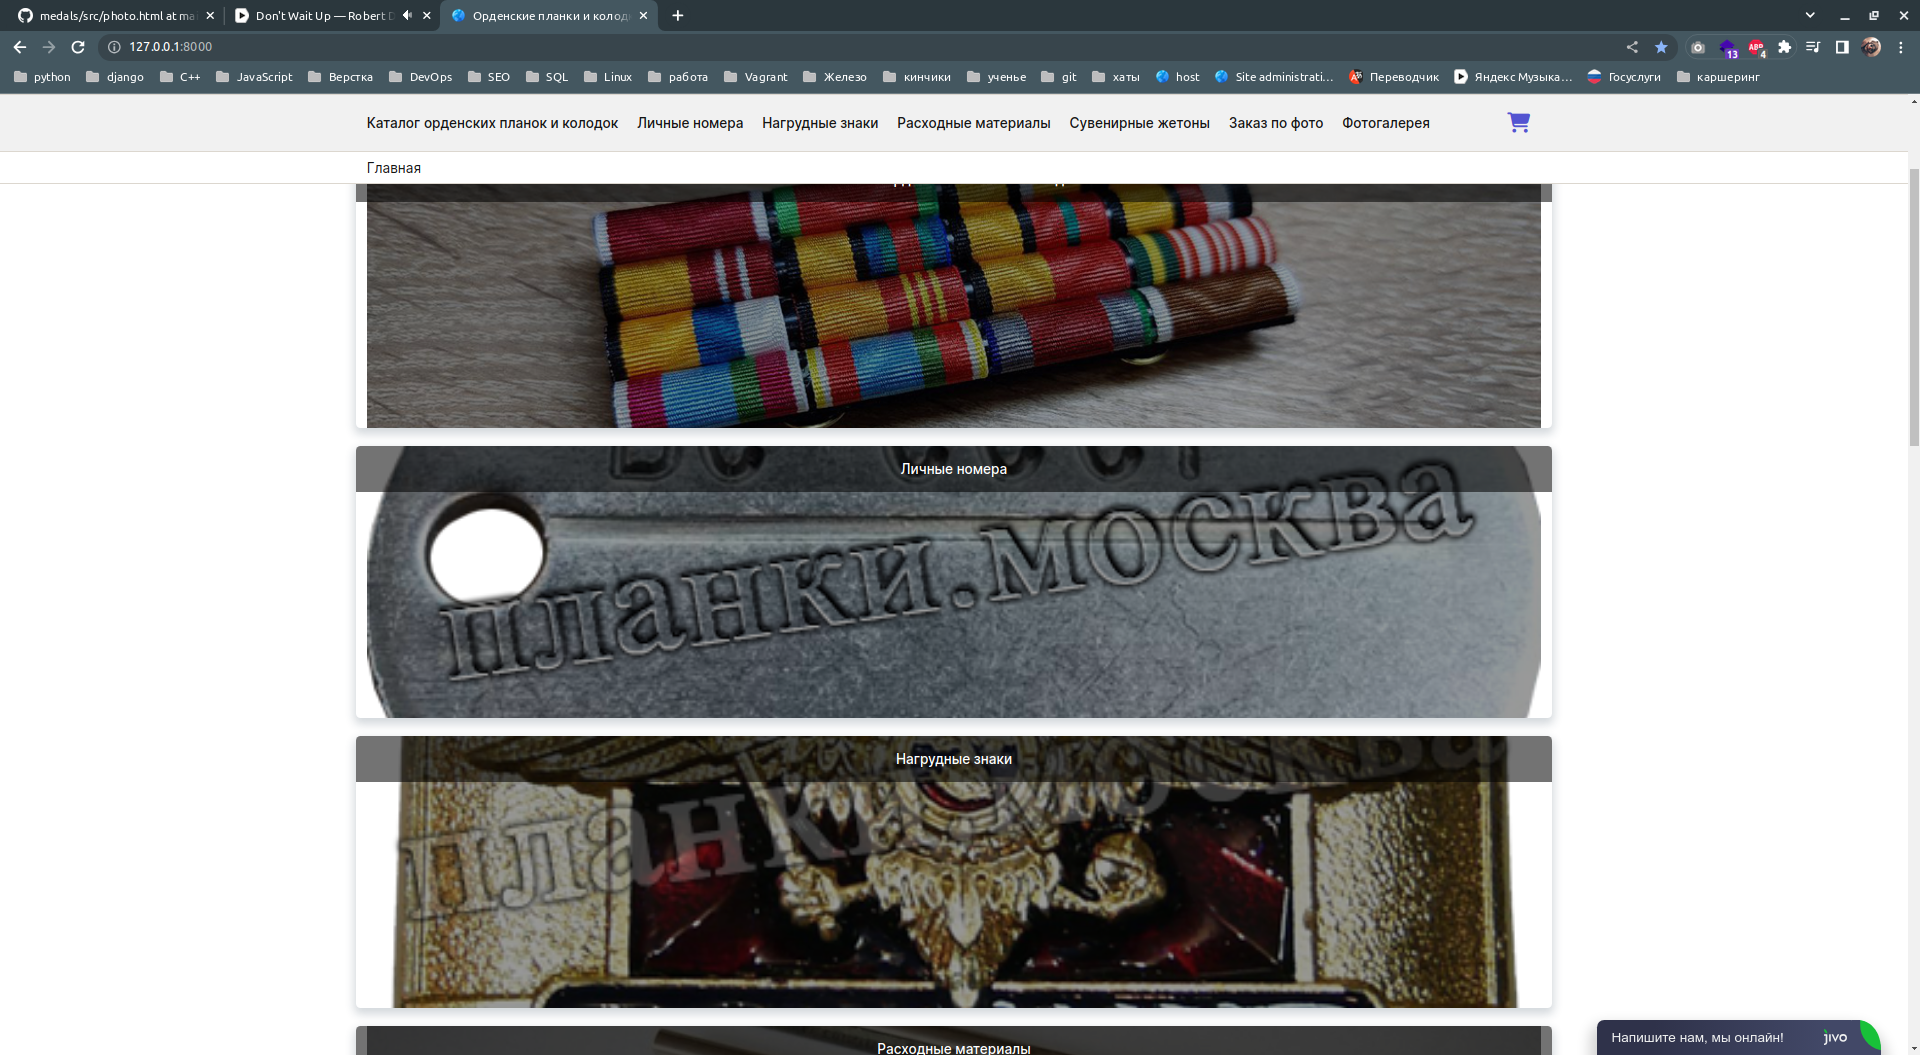 medals/src/photo.html at ma
Don't Wait Up — Robert D
Орденские планки и колод
127.0.0.1:8000
python
django
C++
JavaScript
Верстка
DevOps
SEO
SQL
Linux
работа
Vagrant
Железо
кинчики
ученье
git
хаты
host
Site administrati...
Переводчик
Яндекс Музыка...
Госуслуги
каршеринг
13
ABP
4
Каталог орденских планок и колодок
Личные номера
Нагрудные знаки
Расходные материалы
Сувенирные жетоны
Заказ по фото
Фотогалерея
Главная
Личные номера
планки.москва
Нагрудные знаки
планки.москва
Расходные материалы
Напишите нам, мы онлайн!
jivo